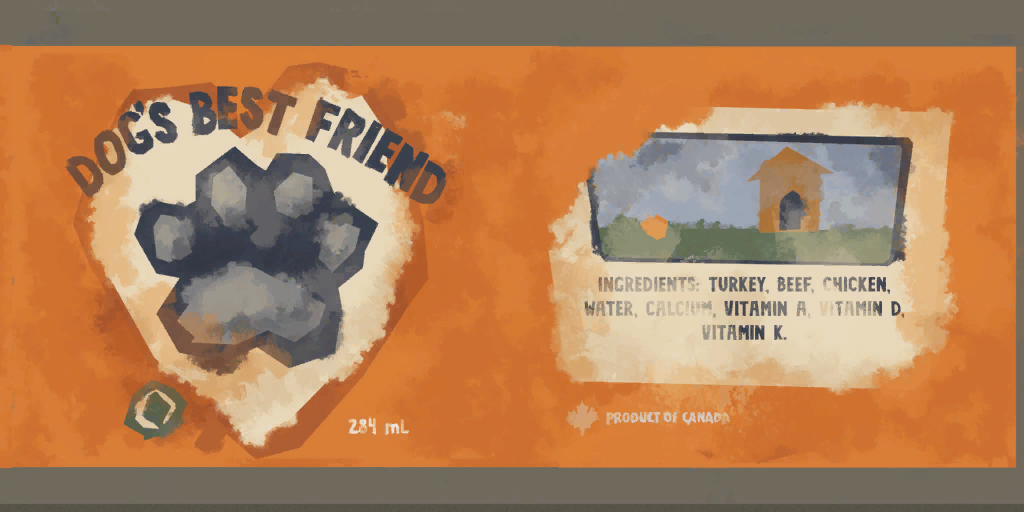 DOG'S BEST FRIEND
284 mL
INGREDIENTS: TURKEY, BEEF, CHICKEN,
WATER, CALCIUM, VITAMIN A, VITAMIN D,
VITAMIN K.
PRODUCT OF CANADA